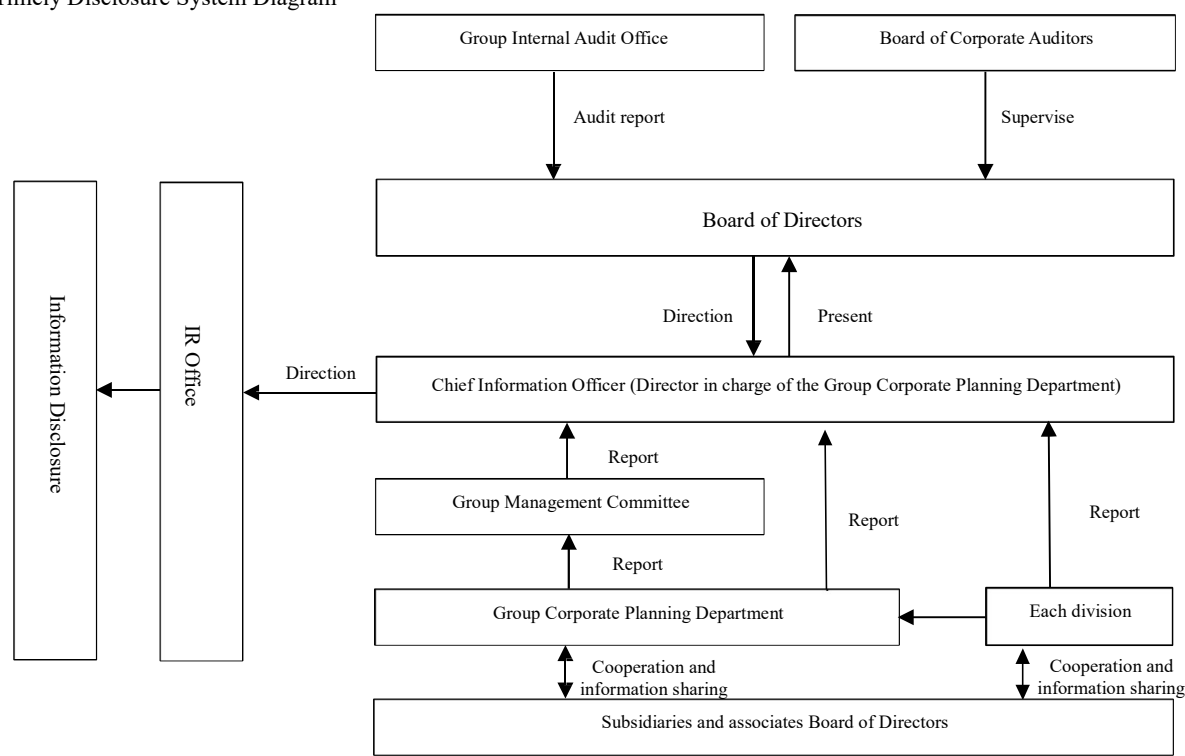 Timely Disclosure System Diagram
Group Internal Audit Office
Board of Corporate Auditors
Audit report
Supervise
Board of Directors
Direction
Present
Chief Information Officer (Director in charge of the Group Corporate Planning Department)
Direction
IR Office
Information Disclosure
Report
Group Management Committee
Report
Report
Report
Group Corporate Planning Department
Each division
Cooperation and
information sharing
Cooperation and
information sharing
Subsidiaries and associates Board of Directors